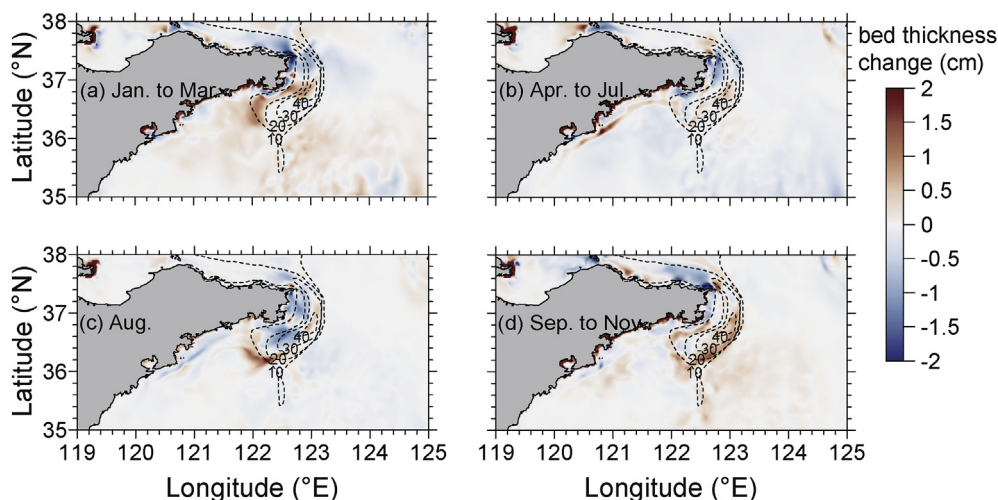 38
37
36
35
Latitude (°N)
(a) Jan. to Mar.
40
30
20
10
(b) Apr. to Jul.
40
30
20
10
bed thickness
change (cm)
2
1.5
1
0.5
0
-0.5
-1
-1.5
-2
38
37
36
35
Latitude (°N)
(c) Aug.
40
30
20
10
(d) Sep. to Nov.
40
30
20
10
119 120 121 122 123 124 125
119 120 121 122 123 124 125
Longitude (°E)
Longitude (°E)